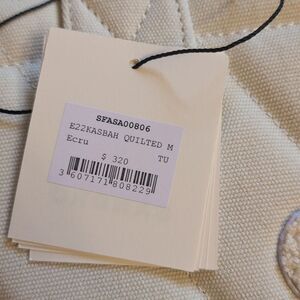 SFASA00806
E22KASBAH QUILTED M
Ecru
$ 320 TU
3 607171 808229